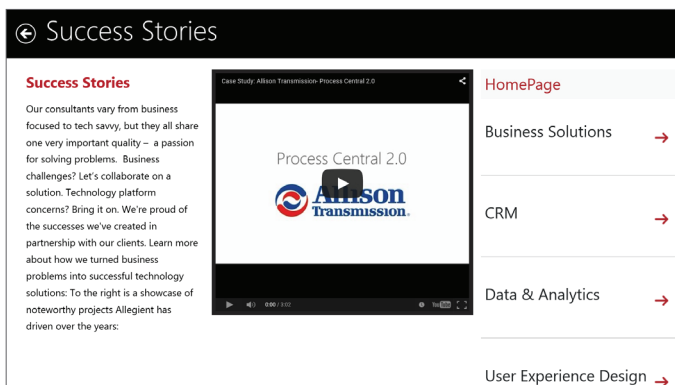 Success Stories
Success Stories
Our consultants vary from business
focused to tech savvy, but they all share
one very important quality – a passion
for solving problems. Business
challenges? Let's collaborate on a
solution. Technology platform
concerns? Bring it on. We're proud of
the successes we've created in
partnership with our clients. Learn more
about how we turned business
problems into successful technology
solutions: To the right is a showcase of
noteworthy projects Allegient has
driven over the years:
Case Study: Allison Transmission- Process Central 2.0
Process Central 2.0
Allison
Transmission.
0:00 / 3:02
YouTube
HomePage
Business Solutions
CRM
Data & Analytics
User Experience Design